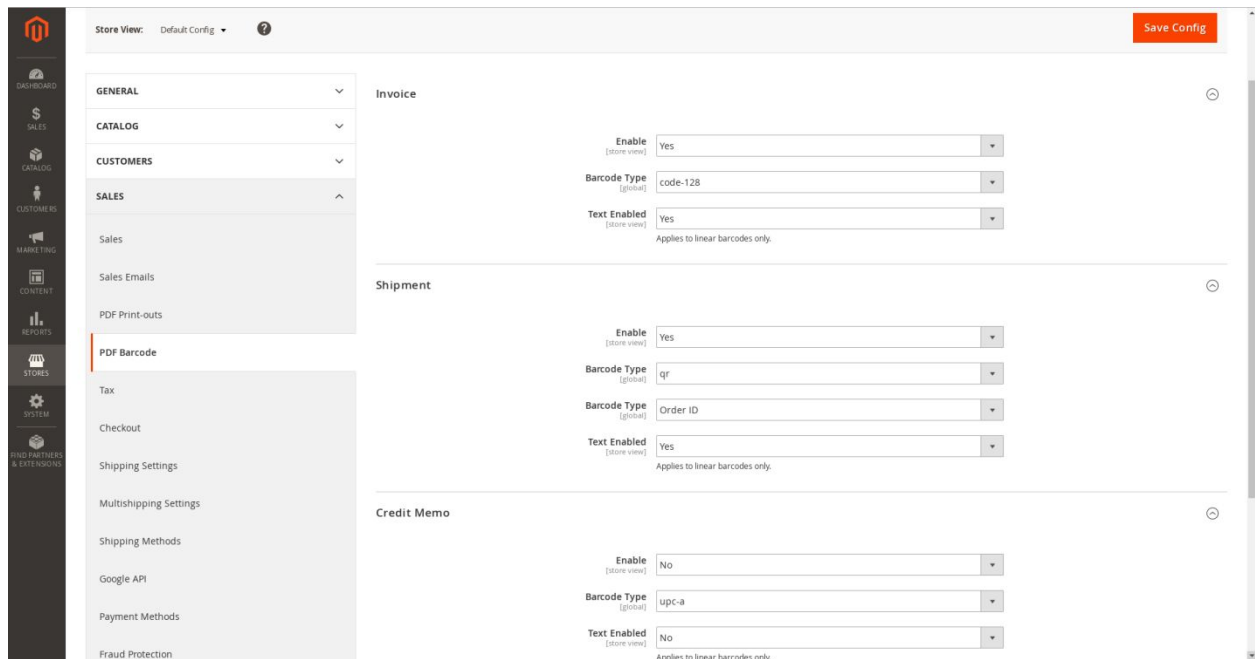 Store View: Default Config
Save Config
DASHBOARD
SALES
CATALOG
CUSTOMERS
MARKETING
CONTENT
REPORTS
STORES
SYSTEM
FIND PARTNERS
& EXTENSIONS
GENERAL
CATALOG
CUSTOMERS
SALES
Sales
Sales Emails
PDF Print-outs
PDF Barcode
Tax
Checkout
Shipping Settings
Multishipping Settings
Shipping Methods
Google API
Payment Methods
Fraud Protection
Invoice
Enable Yes
[store view]
Barcode Type code-128
[global]
Text Enabled Yes
[store view]
Applies to linear barcodes only.
Shipment
Enable Yes
[store view]
Barcode Type qr
[global]
Barcode Type Order ID
[global]
Text Enabled Yes
[store view]
Applies to linear barcodes only.
Credit Memo
Enable No
[store view]
Barcode Type upc-a
[global]
Text Enabled No
[store view]
Applies to linear barcodes only.